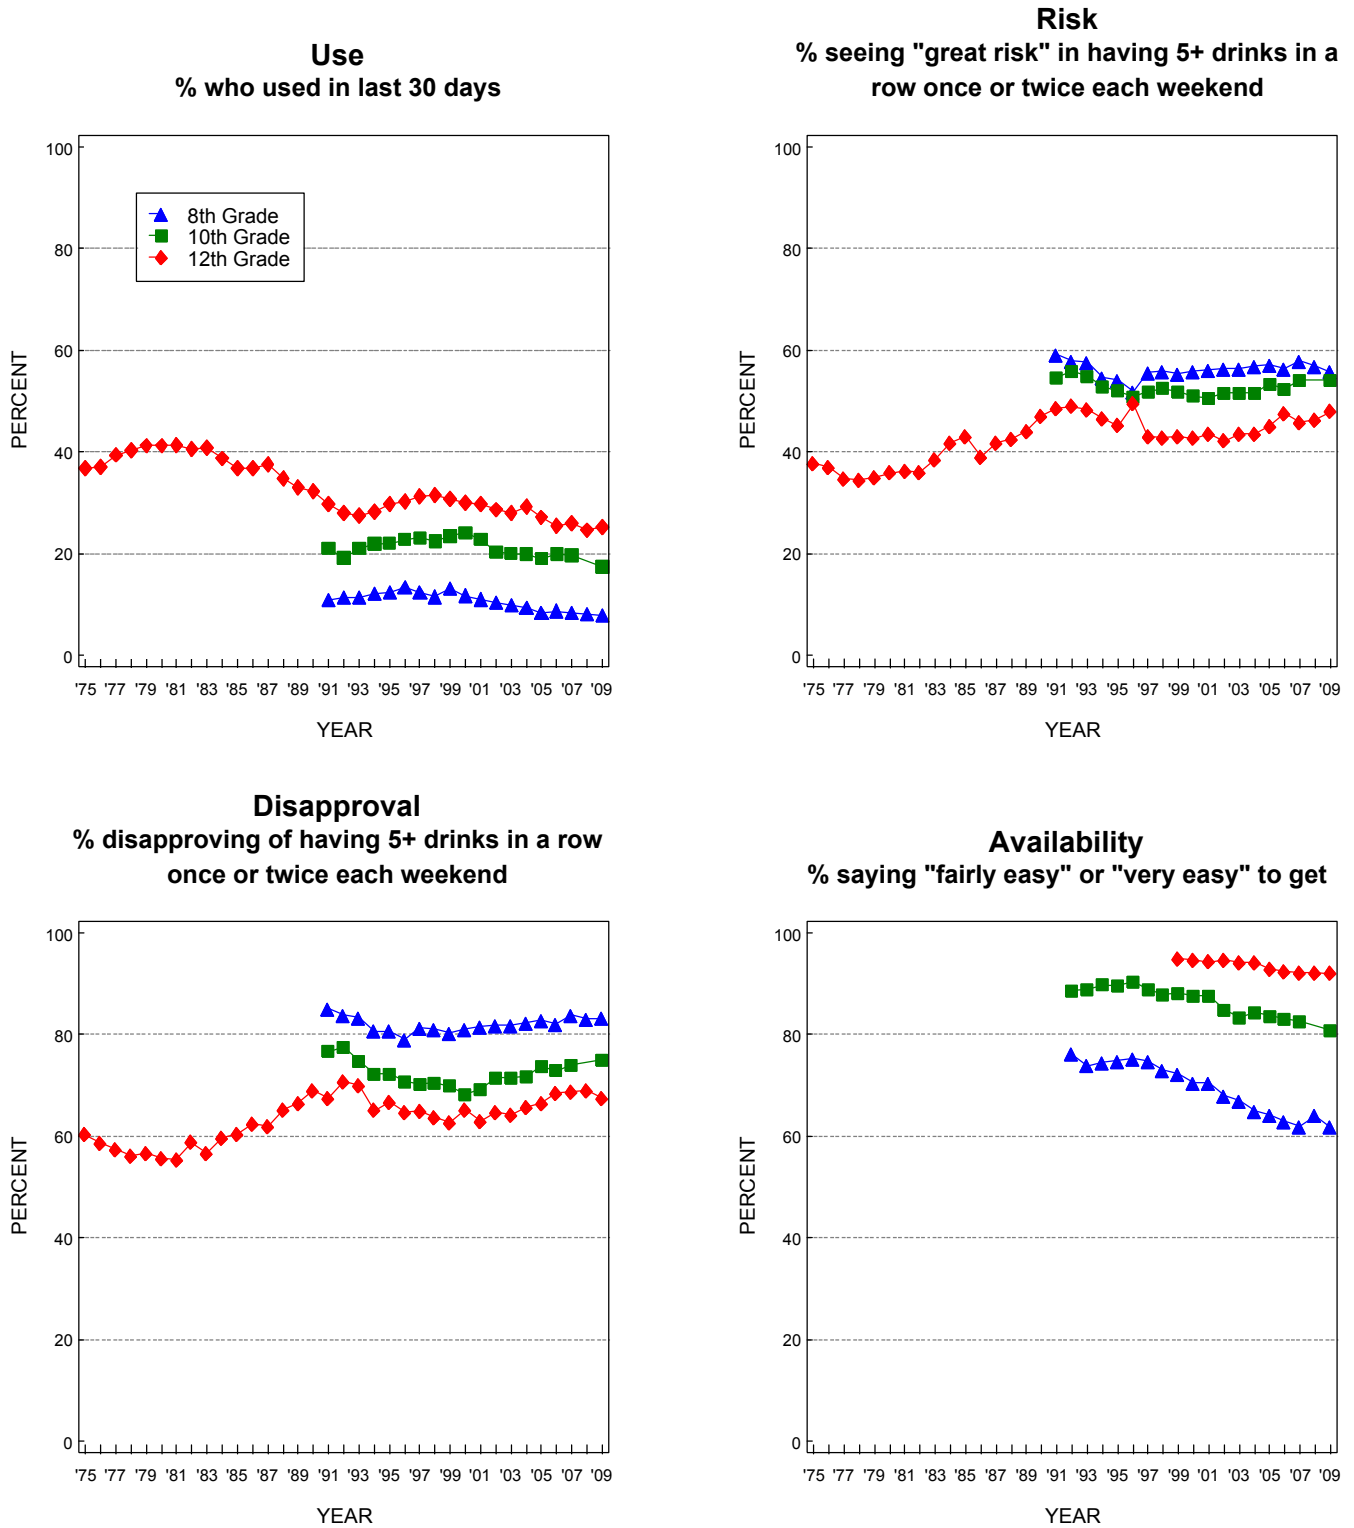 Use
% who used in last 30 days
100
80
60
40
20
0
PERCENT
8th Grade
10th Grade
12th Grade
'75 '77 '79 '81 '83 '85 '87 '89 '91 '93 '95 '97 '99 '01 '03 '05 '07 '09
YEAR
Risk
% seeing "great risk" in having 5+ drinks in a
row once or twice each weekend
100
80
60
40
20
0
PERCENT
'75 '77 '79 '81 '83 '85 '87 '89 '91 '93 '95 '97 '99 '01 '03 '05 '07 '09
YEAR
Disapproval
% disapproving of having 5+ drinks in a row
once or twice each weekend
100
80
60
40
20
0
PERCENT
'75 '77 '79 '81 '83 '85 '87 '89 '91 '93 '95 '97 '99 '01 '03 '05 '07 '09
YEAR
Availability
% saying "fairly easy" or "very easy" to get
100
80
60
40
20
0
PERCENT
'75 '77 '79 '81 '83 '85 '87 '89 '91 '93 '95 '97 '99 '01 '03 '05 '07 '09
YEAR